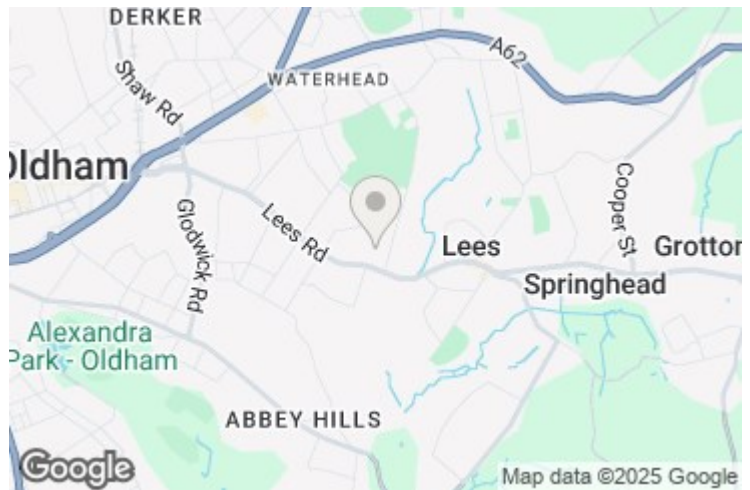 DERKER
Shaw Rd
A62
WATERHEAD
Oldham
Glodwick Rd
Lees Rd
Lees
Cooper St
Grotton
Springhead
Alexandra
Park - Oldham
ABBEY HILLS
Google
Map data ©2025 Google